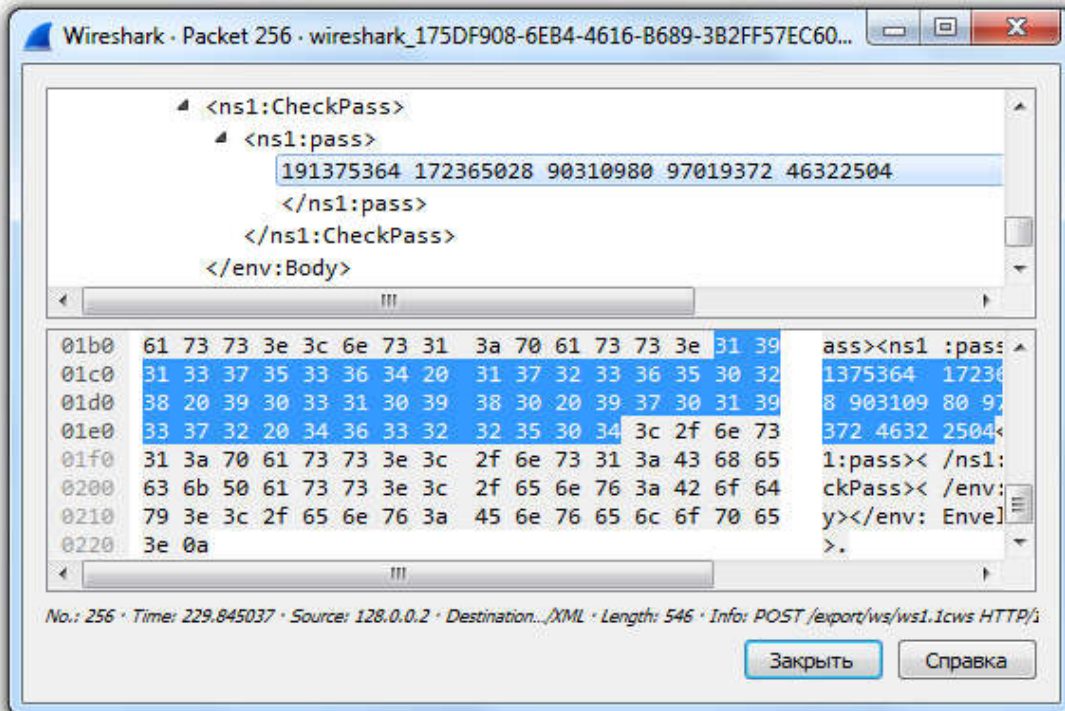 Wireshark · Packet 256 · wireshark_175DF908-6EB4-4616-B689-3B2FF57EC60...
<ns1:CheckPass>
<ns1:pass>
191375364 172365028 90310980 97019372 46322504
</ns1:pass>
</ns1:CheckPass>
</env:Body>
01b0 61 73 73 3e 3c 6e 73 31 3a 70 61 73 73 3e 31 39 ass><ns1 :pass
01c0 31 33 37 35 33 36 34 20 31 37 32 33 36 35 30 32 1375364 17236
01d0 38 20 39 30 33 31 30 39 38 30 20 39 37 30 31 39 8 903109 80 97
01e0 33 37 32 20 34 36 33 32 32 35 30 34 3c 2f 6e 73 372 4632 2504<
01f0 31 3a 70 61 73 73 3e 3c 2f 6e 73 31 3a 43 68 65 1:pass>< /ns1:
0200 63 6b 50 61 73 73 3e 3c 2f 65 6e 76 3a 42 6f 64 ckPass>< /env:
0210 79 3e 3c 2f 65 6e 76 3a 45 6e 76 65 6c 6f 70 65 y></env: Envel
0220 3e 0a >.
No.: 256 · Time: 229.845037 · Source: 128.0.0.2 · Destination.../XML · Length: 546 · Info: POST /export/ws/ws1.1cws HTTP/1
Закрыть Справка